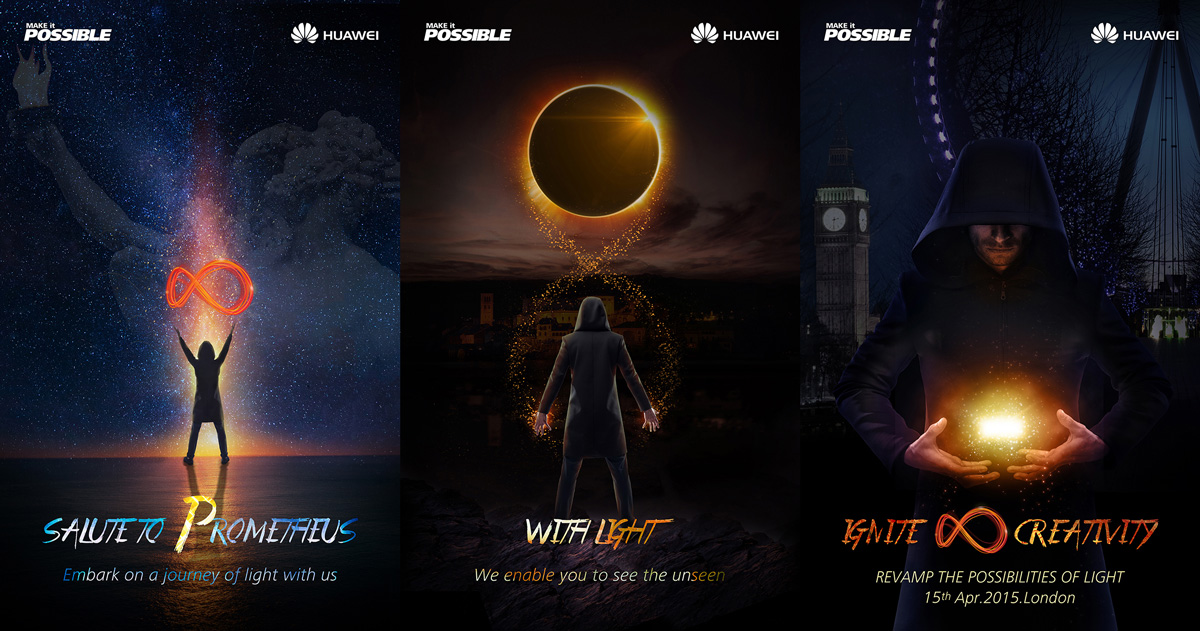 MAKE it
POSSIBLE
HUAWEI
SALUTE TO PROMETHEUS
Embark on a journey of light with us
MAKE it
POSSIBLE
HUAWEI
WITH LIGHT
We enable you to see the unseen
MAKE it
POSSIBLE
HUAWEI
IGNITE CREATIVITY
REVAMP THE POSSIBILITIES OF LIGHT
15th Apr.2015.London